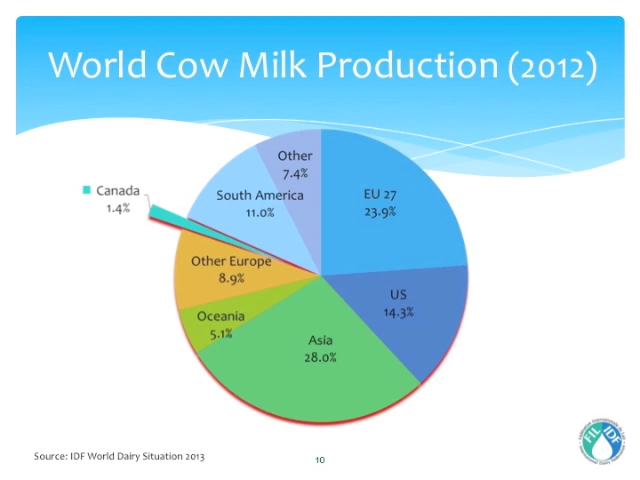 World Cow Milk Production (2012)
Other
7.4%
Canada
1.4%
South America
11.0%
EU 27
23.9%
Other Europe
8.9%
US
14.3%
Oceania
5.1%
Asia
28.0%
FIL
IDF
Source: IDF World Dairy Situation 2013
10